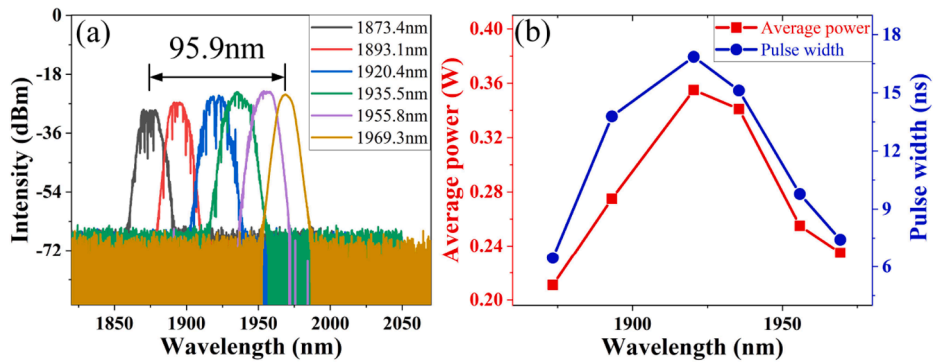 (a)
95.9nm
1873.4nm
1893.1nm
1920.4nm
1935.5nm
1955.8nm
1969.3nm
0
-18
-36
-54
-72
Intensity (dBm)
1850 1900 1950 2000 2050
Wavelength (nm)
(b)
Average power
Pulse width
0.40
0.36
0.32
0.28
0.24
0.20
Average power (W)
18
15
12
9
6
Pulse width (ns)
1900 1950
Wavelength (nm)